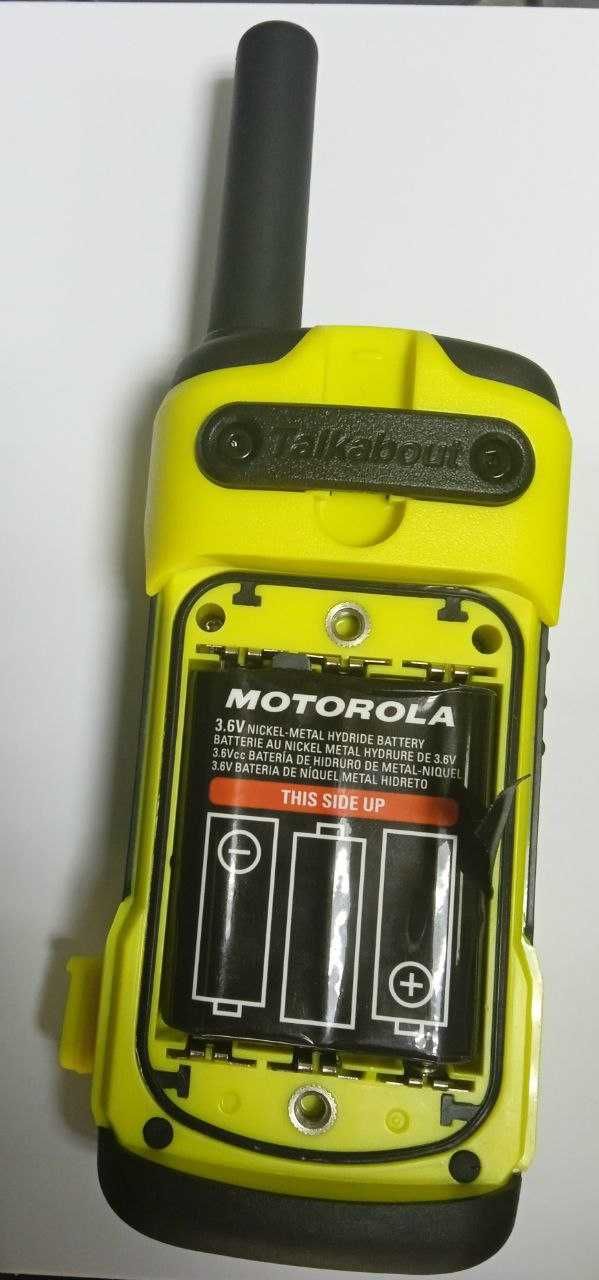 Talkabout
MOTOROLA
3.6V NICKEL-METAL HYDRIDE BATTERY
BATTERIE AU NICKEL METAL HYDRURE DE 3.6V
3.6Vcc BATERÍA DE HIDRURO DE METAL-NIQUEL
3.6V BATERIA DE NÍQUEL METAL HIDRETO
THIS SIDE UP
−
+